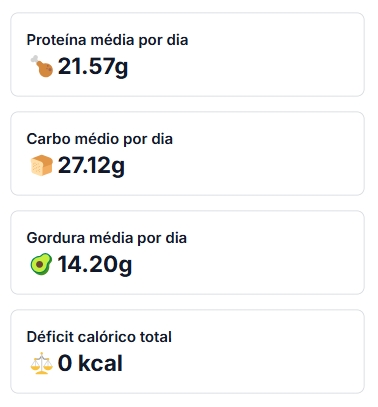 Proteína média por dia
21.57g
Carbo médio por dia
27.12g
Gordura média por dia
14.20g
Déficit calórico total
0 kcal